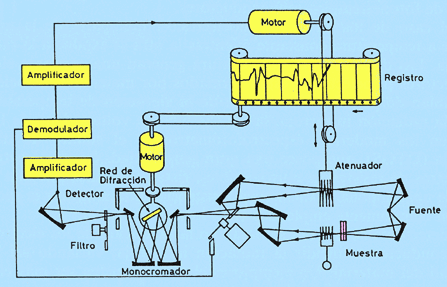 Motor
Amplificador
Registro
Demodulador
Motor
Amplificador
Red de
Difracción
Atenuador
Detector
Fuente
Filtro
Muestra
Monocromador